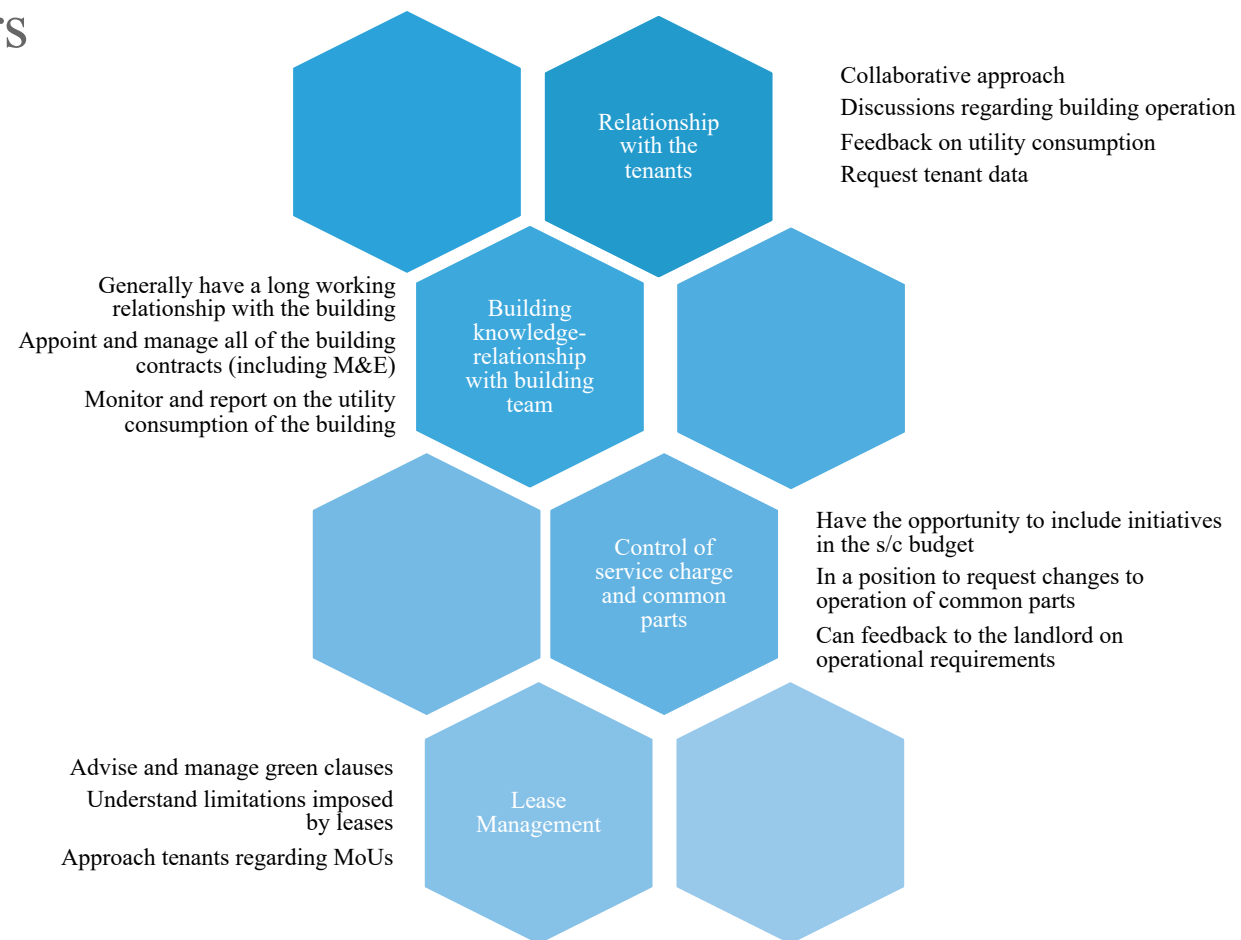 rs
Relationship
with the
tenants
Collaborative approach
Discussions regarding building operation
Feedback on utility consumption
Request tenant data
Generally have a long working
relationship with the building
Appoint and manage all of the building
contracts (including M&E)
Monitor and report on the utility
consumption of the building
Building
knowledge-
relationship
with building
team
Control of
service charge
and common
parts
Have the opportunity to include initiatives
in the s/c budget
In a position to request changes to
operation of common parts
Can feedback to the landlord on
operational requirements
Advise and manage green clauses
Understand limitations imposed
by leases
Approach tenants regarding MoUs
Lease
Management